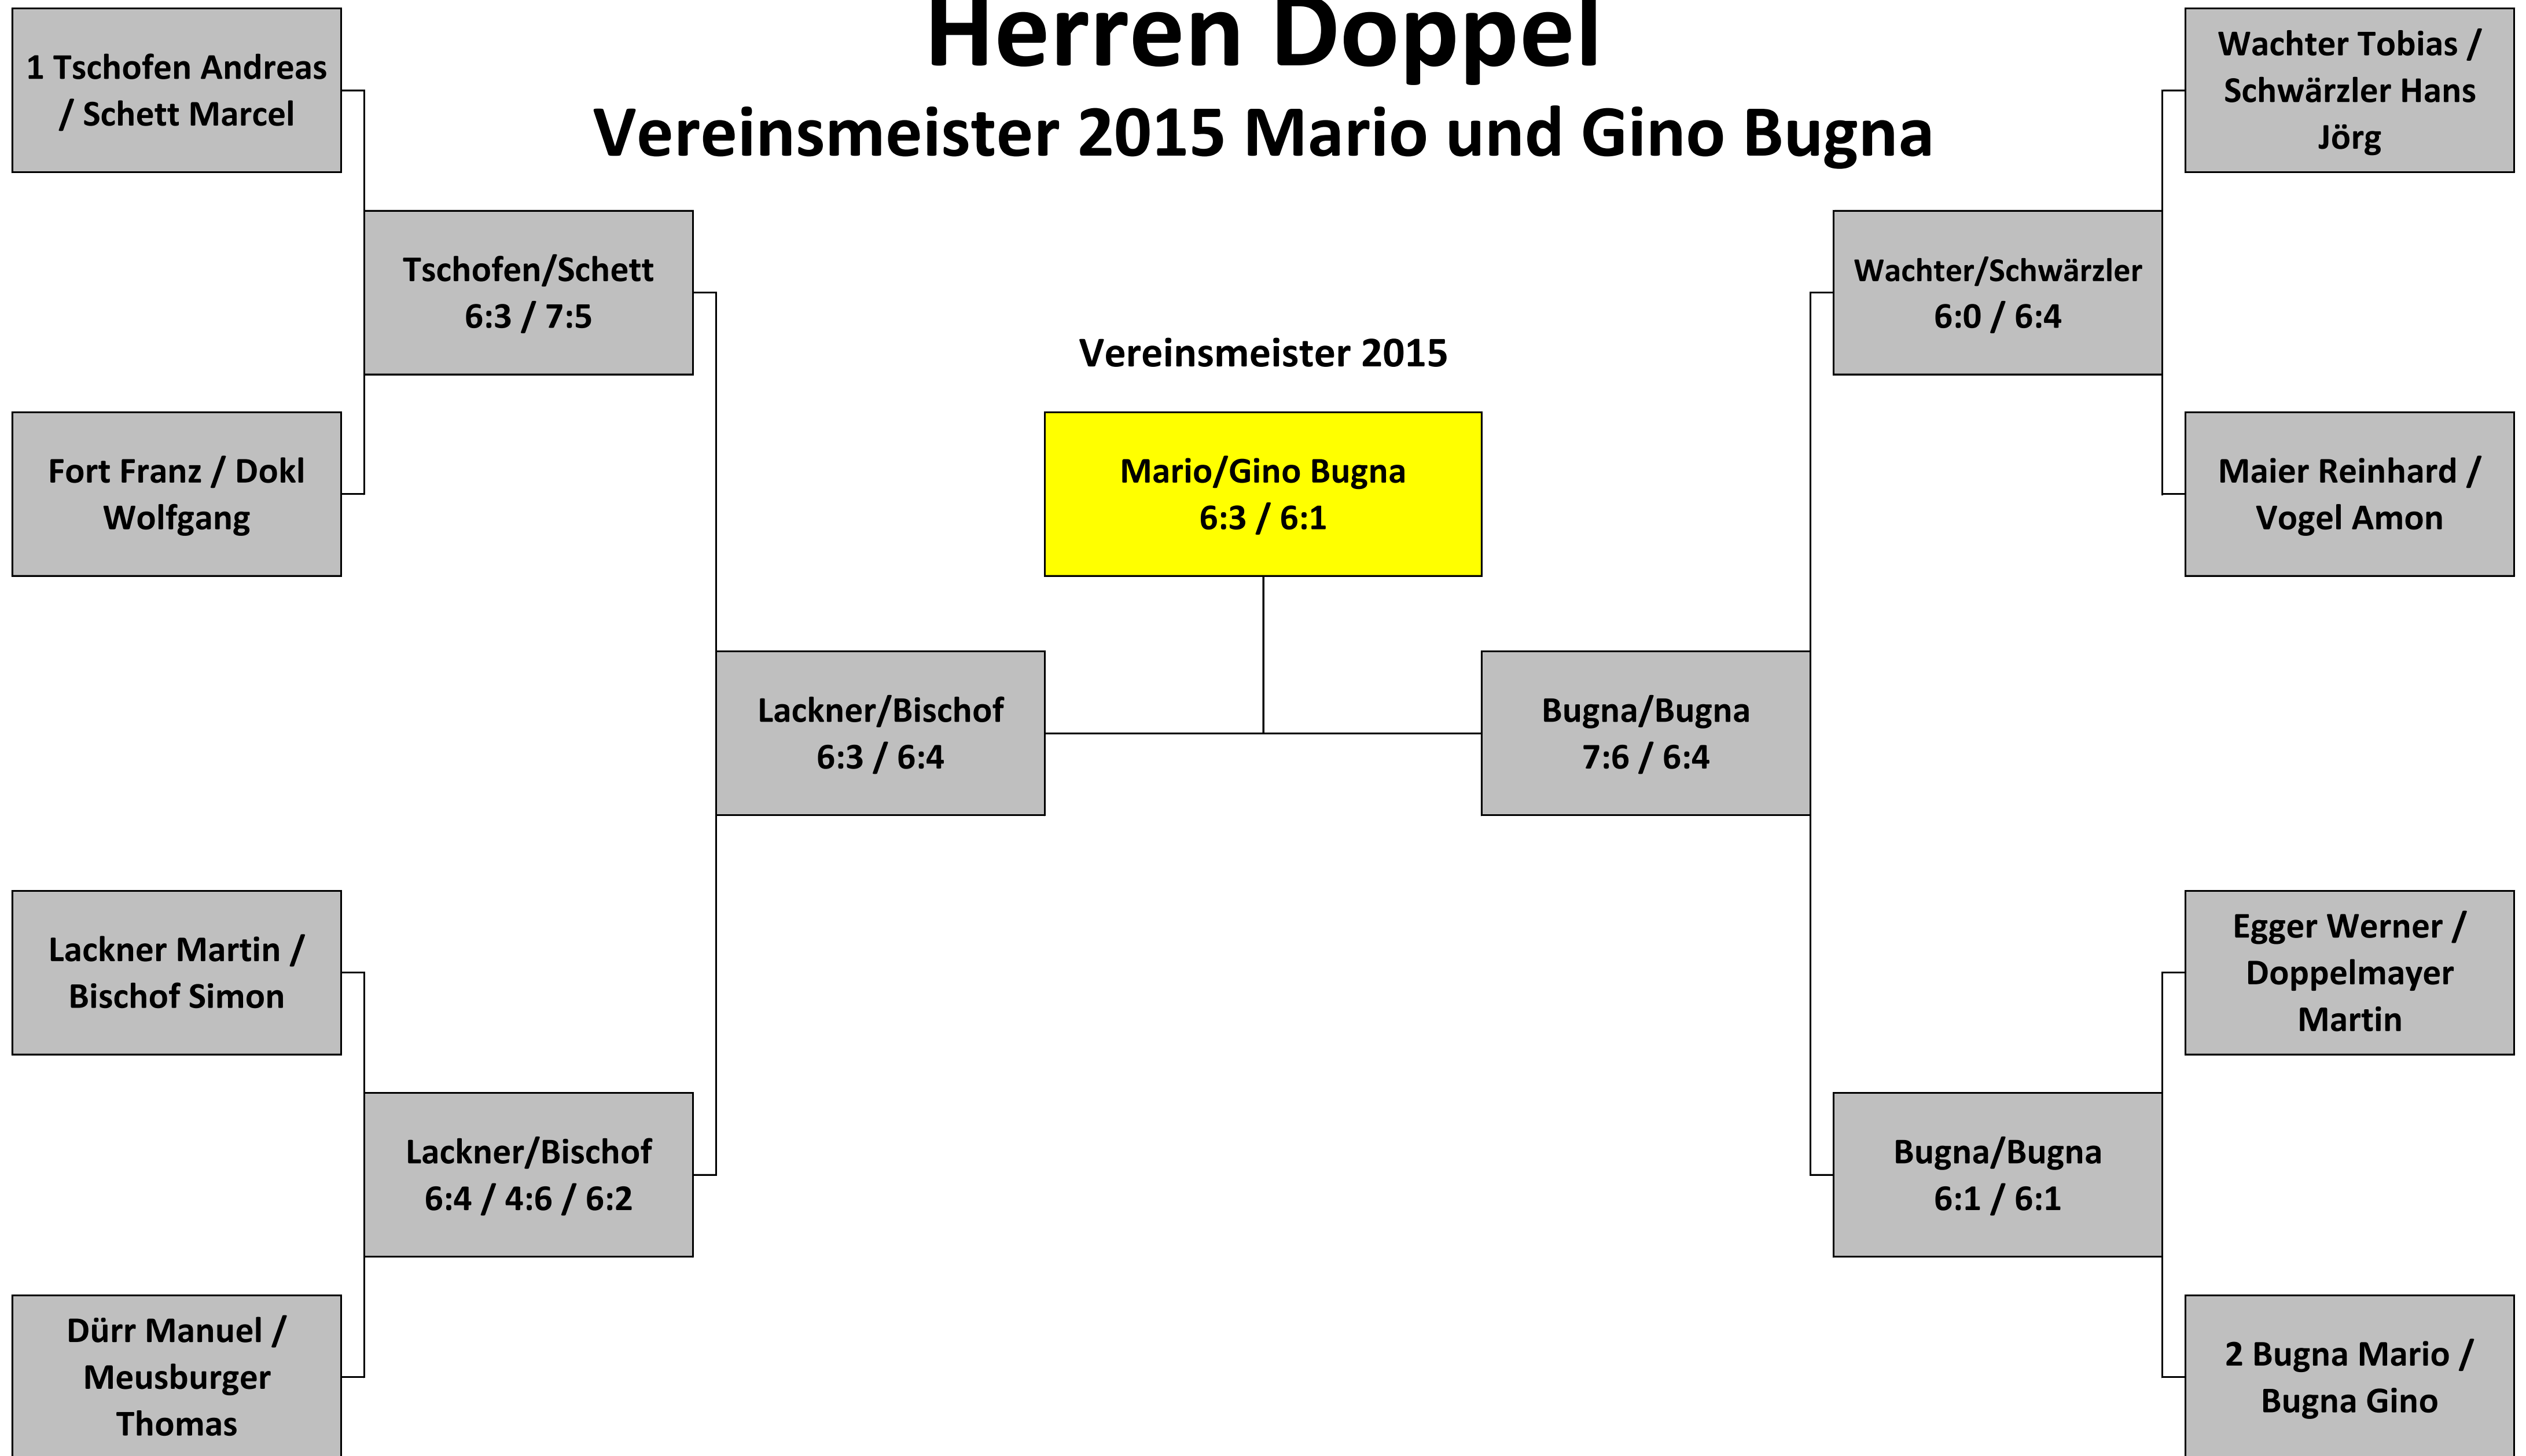 Herren Doppel
Vereinsmeister 2015 Mario und Gino Bugna
1 Tschofen Andreas
/ Schett Marcel
Tschofen/Schett
6:3 / 7:5
Fort Franz / Dokl
Wolfgang
Lackner/Bischof
6:3 / 6:4
Lackner Martin /
Bischof Simon
Lackner/Bischof
6:4 / 4:6 / 6:2
Dürr Manuel /
Meusburger
Thomas
Vereinsmeister 2015
Mario/Gino Bugna
6:3 / 6:1
Wachter Tobias /
Schwärzler Hans
Jörg
Wachter/Schwärzler
6:0 / 6:4
Maier Reinhard /
Vogel Amon
Bugna/Bugna
7:6 / 6:4
Egger Werner /
Doppelmayer
Martin
Bugna/Bugna
6:1 / 6:1
2 Bugna Mario /
Bugna Gino